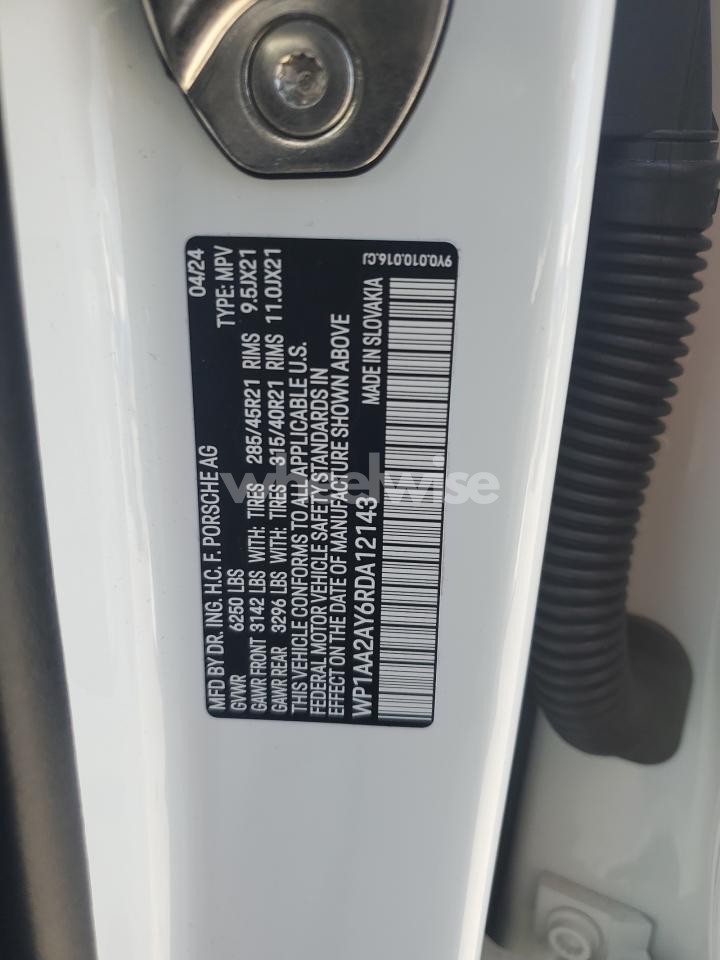 04/24
MFD BY DR. ING. H.C. F. PORSCHE AG TYPE: MPV
GVWR 6250 LBS
GAWR FRONT 3142 LBS WITH: TIRES 285/45R21 RIMS 9.5JX21
GAWR REAR 3296 LBS WITH: TIRES 315/40R21 RIMS 11.0JX21
THIS VEHICLE CONFORMS TO ALL APPLICABLE U.S.
FEDERAL MOTOR VEHICLE SAFETY STANDARDS IN
EFFECT ON THE DATE OF MANUFACTURE SHOWN ABOVE
WP1AA2AY6RDA12143 MADE IN SLOVAKIA
9Y0.010.016.CJ
wheelwise